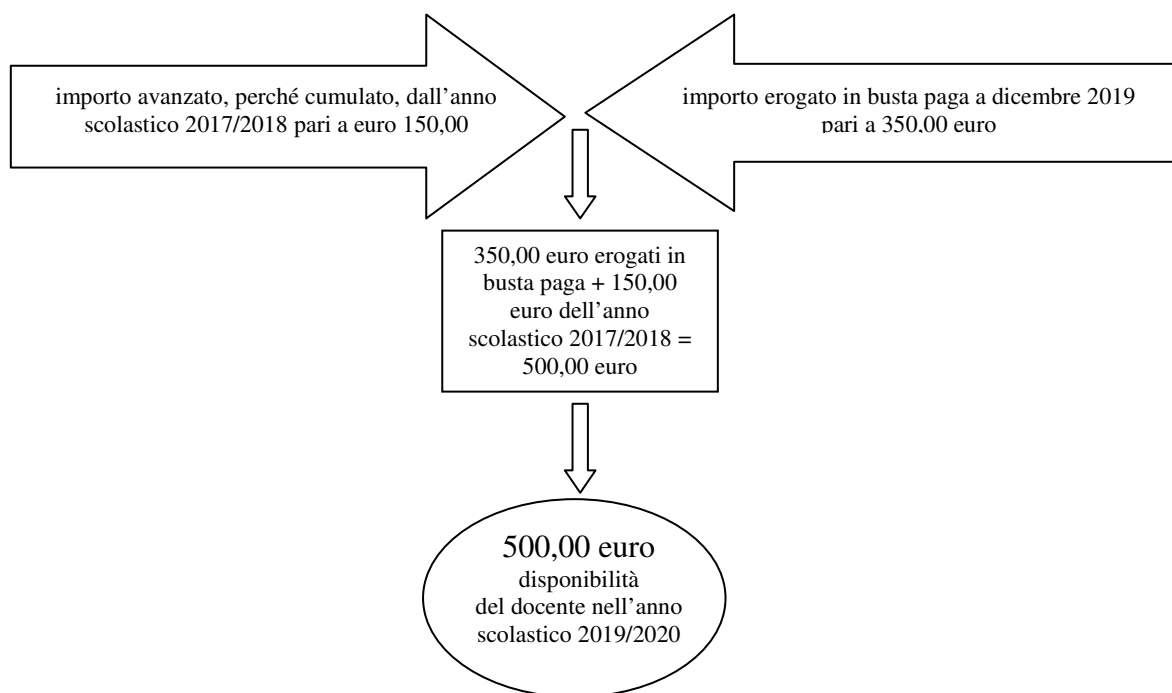 importo avanzato, perché cumulato, dall'anno
scolastico 2017/2018 pari a euro 150,00
importo erogato in busta paga a dicembre 2019
pari a 350,00 euro
350,00 euro erogati in
busta paga + 150,00
euro dell'anno
scolastico 2017/2018 =
500,00 euro
500,00 euro
disponibilità
del docente nell'anno
scolastico 2019/2020